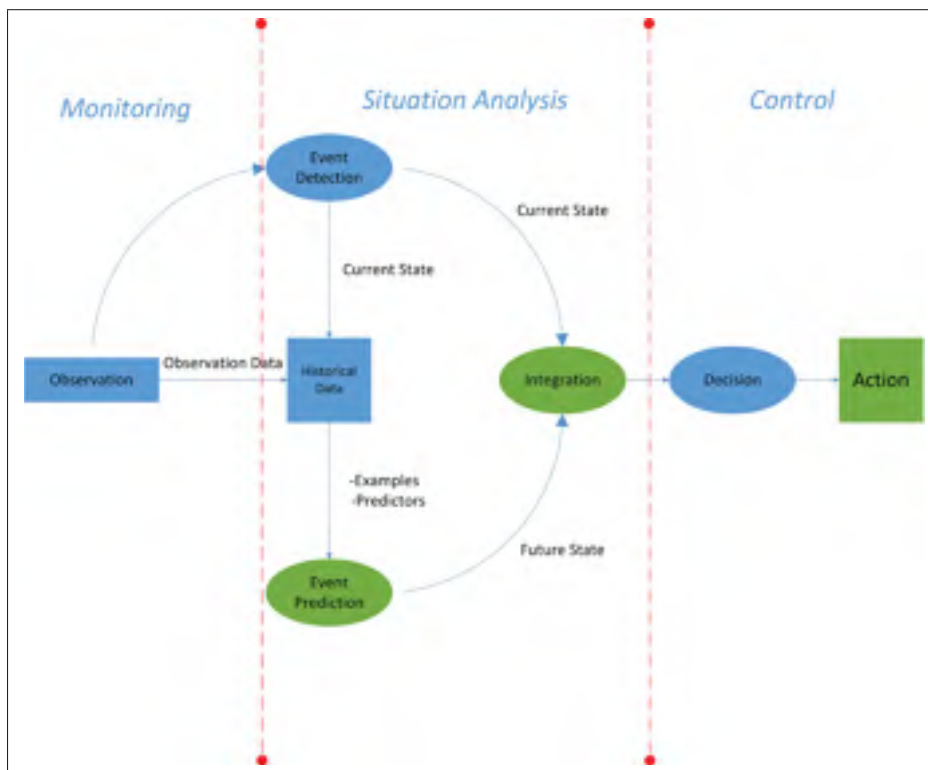 Monitoring
Situation Analysis
Control
Event
Detection
Current State
Current State
Observation
Observation Data
Historical
Data
Integration
Decision
Action
-Examples
-Predictors
Future State
Event
Prediction